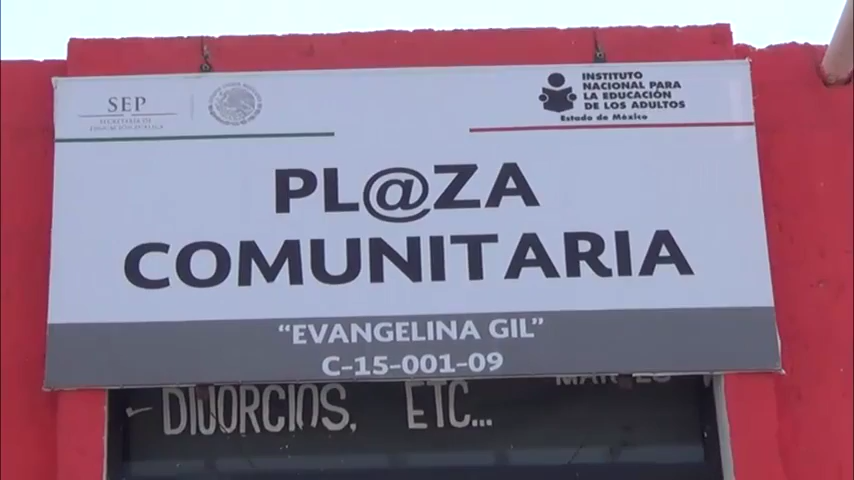 SEP
SECRETARÍA DE
EDUCACIÓN PÚBLICA
INSTITUTO
NACIONAL PARA
LA EDUCACIÓN
DE LOS ADULTOS
Estado de México
PL@ZA
COMUNITARIA
“EVANGELINA GIL”
C-15-001-09
DIVORCIOS, ETC...